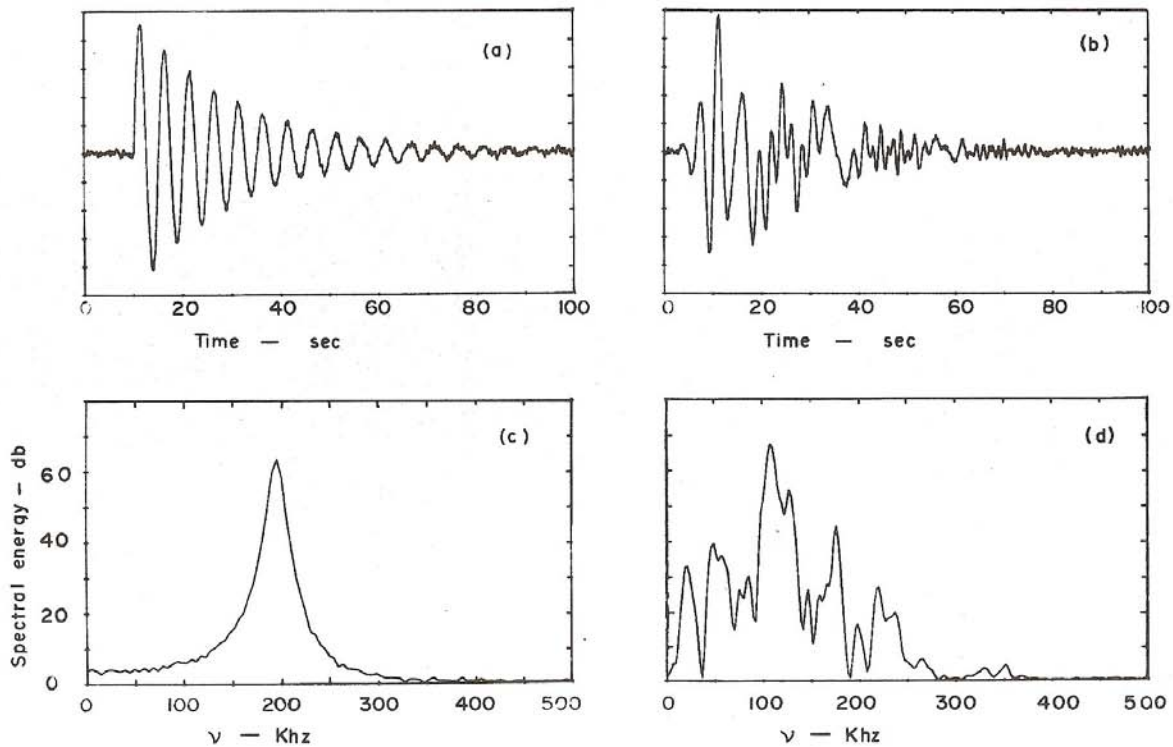 (a)
0 20 40 60 80 100
Time — sec
(b)
0 20 40 60 80 100
Time — sec
Spectral energy – db
(c)
60
40
20
0
0 100 200 300 400 500
ν — Khz
(d)
0 100 200 300 400 500
ν — Khz